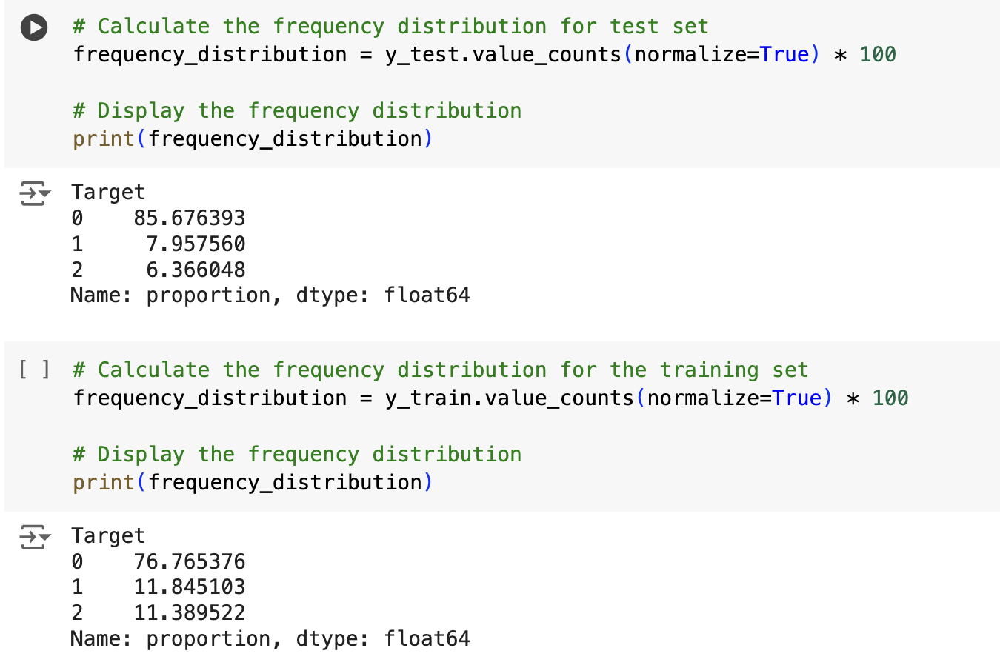 # Calculate the frequency distribution for test set
frequency_distribution = y_test.value_counts(normalize=True) * 100
# Display the frequency distribution
print(frequency_distribution)
Target
0    85.676393
1     7.957560
2     6.366048
Name: proportion, dtype: float64
[ ] # Calculate the frequency distribution for the training set
frequency_distribution = y_train.value_counts(normalize=True) * 100
# Display the frequency distribution
print(frequency_distribution)
Target
0    76.765376
1    11.845103
2    11.389522
Name: proportion, dtype: float64